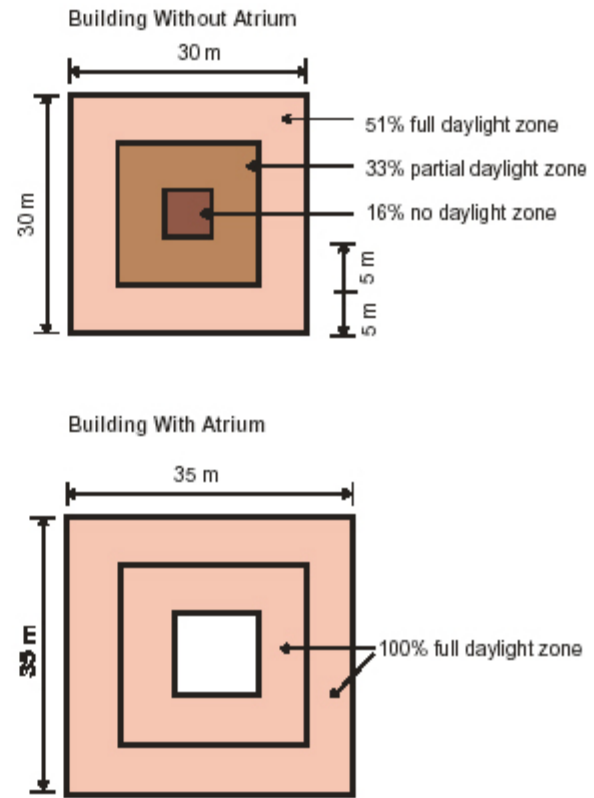 Building Without Atrium
30 m
30 m
51% full daylight zone
33% partial daylight zone
16% no daylight zone
5 m
5 m
Building With Atrium
35 m
35 m
100% full daylight zone